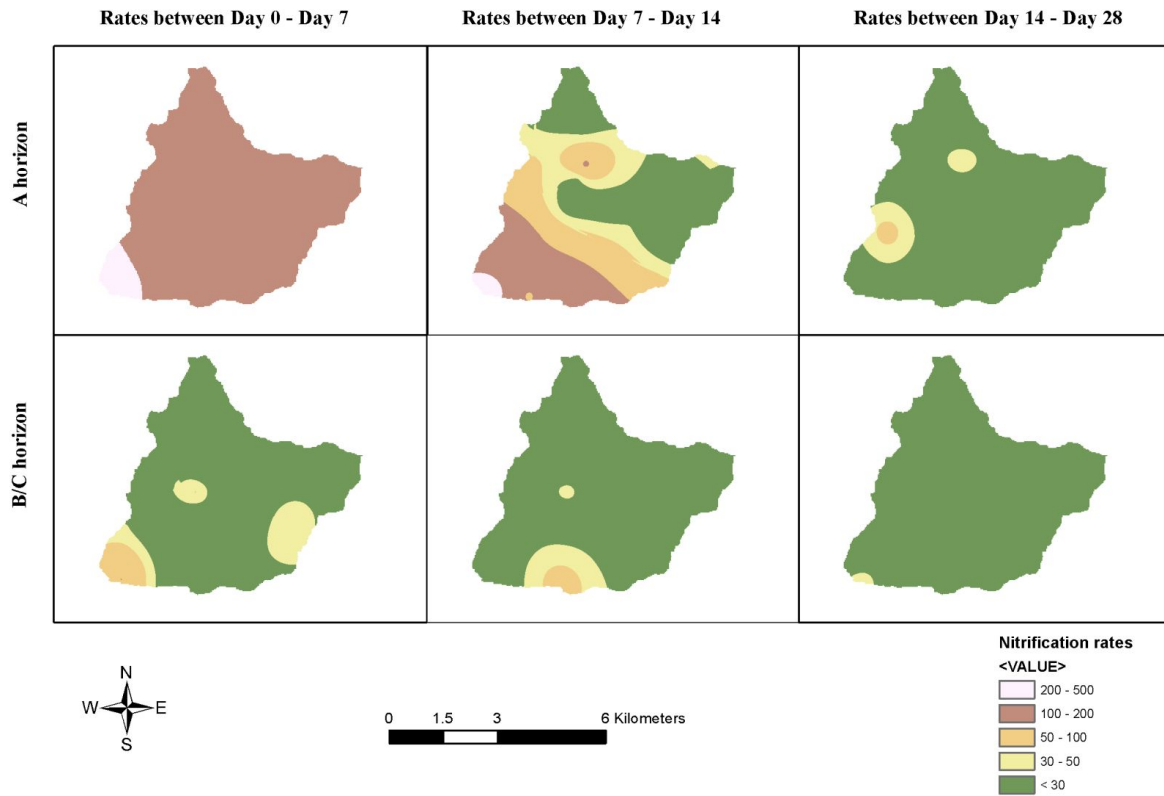 Rates between Day 0 - Day 7
Rates between Day 7 - Day 14
Rates between Day 14 - Day 28
A horizon
B/C horizon
N
W E
S
0 1.5 3 6 Kilometers
Nitrification rates
<VALUE>
200 - 500
100 - 200
50 - 100
30 - 50
< 30